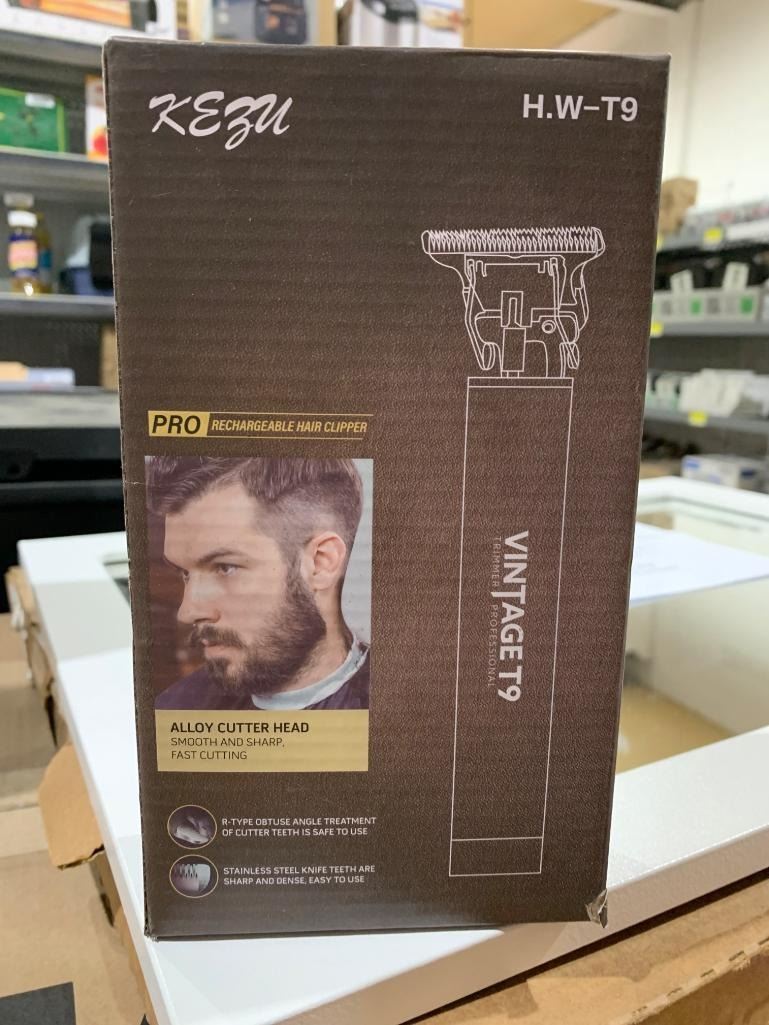 KEZU
H.W-T9
PRO RECHARGEABLE HAIR CLIPPER
VINTAGE T9
TRIMMER PROFESSIONAL
ALLOY CUTTER HEAD
SMOOTH AND SHARP,
FAST CUTTING
R-TYPE OBTUSE ANGLE TREATMENT
OF CUTTER TEETH IS SAFE TO USE
STAINLESS STEEL KNIFE TEETH ARE
SHARP AND DENSE, EASY TO USE